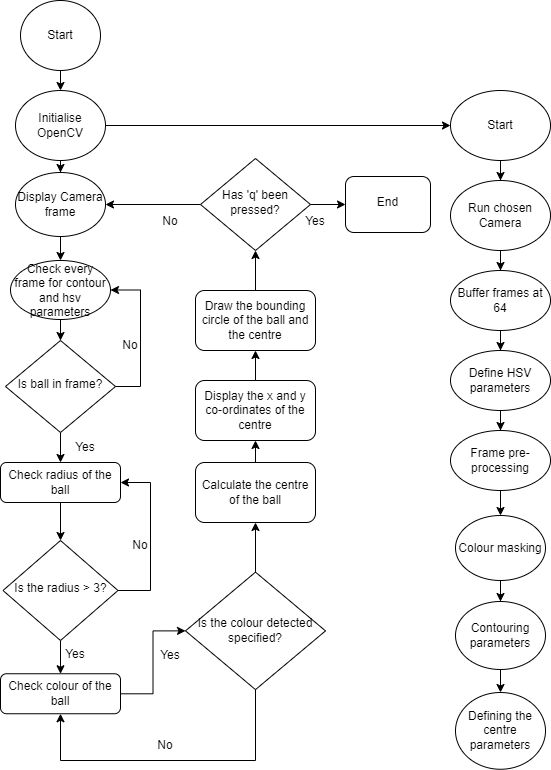 Start
Initialise
OpenCV
Display Camera
frame
Check every
frame for contour
and hsv
parameters
No
Is ball in frame?
Yes
Check radius of the
ball
No
Is the radius > 3?
Yes
Check colour of the
ball
Yes
No
Is the colour detected
specified?
Calculate the centre
of the ball
Display the x and y
co-ordinates of the
centre
Draw the bounding
circle of the ball and
the centre
Has 'q' been
pressed?
No
Yes
End
Start
Run chosen
Camera
Buffer frames at
64
Define HSV
parameters
Frame pre-
processing
Colour masking
Contouring
parameters
Defining the
centre
parameters